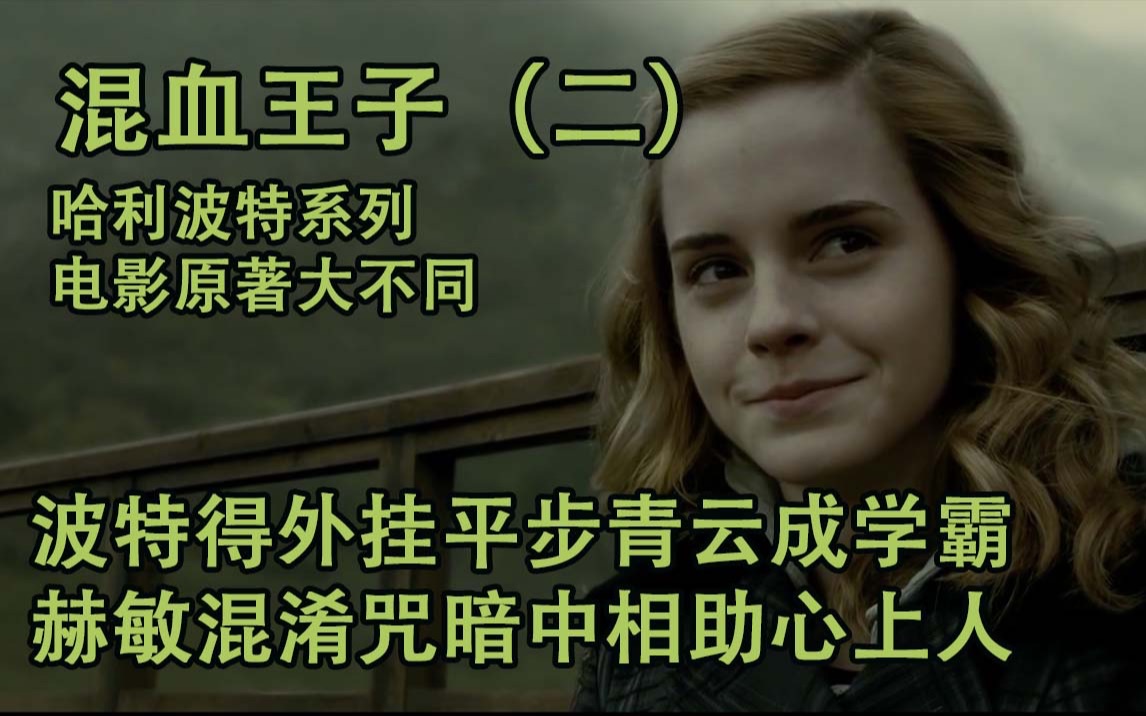 混血王子（二）
哈利波特系列
电影原著大不同
波特得外挂平步青云成学霸
赫敏混淆咒暗中相助心上人